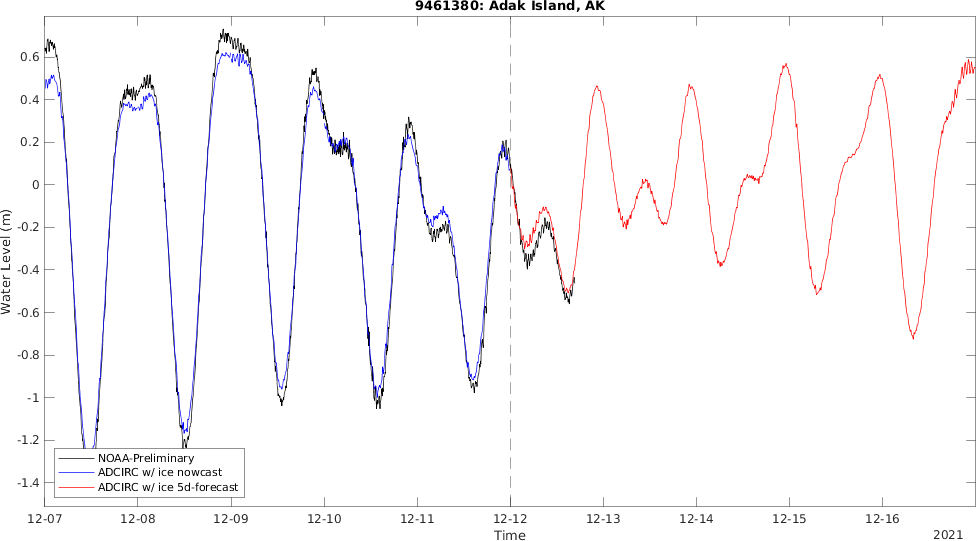 9461380: Adak Island, AK
Water Level (m)
0.6
0.4
0.2
0
-0.2
-0.4
-0.6
-0.8
-1
-1.2
-1.4
NOAA-Preliminary
ADCIRC w/ ice nowcast
ADCIRC w/ ice 5d-forecast
12-07 12-08 12-09 12-10 12-11 12-12 12-13 12-14 12-15 12-16
Time
2021